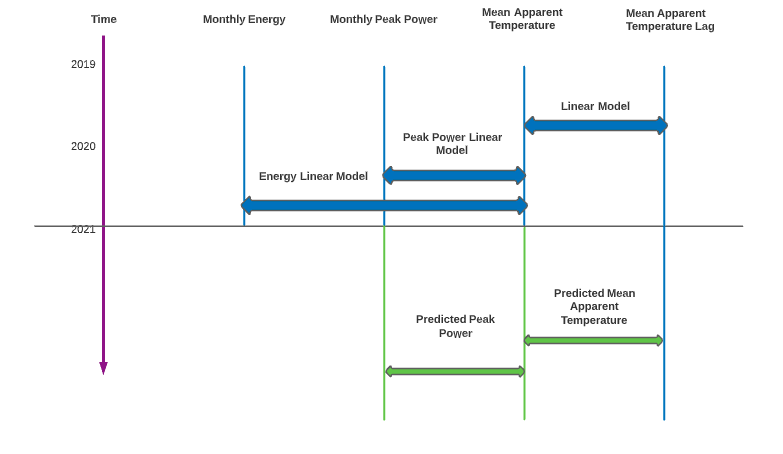 Time
Monthly Energy
Monthly Peak Power
Mean Apparent
Temperature
Mean Apparent
Temperature Lag
2019
Linear Model
2020
Peak Power Linear
Model
Energy Linear Model
2021
Predicted Mean
Apparent
Temperature
Predicted Peak
Power